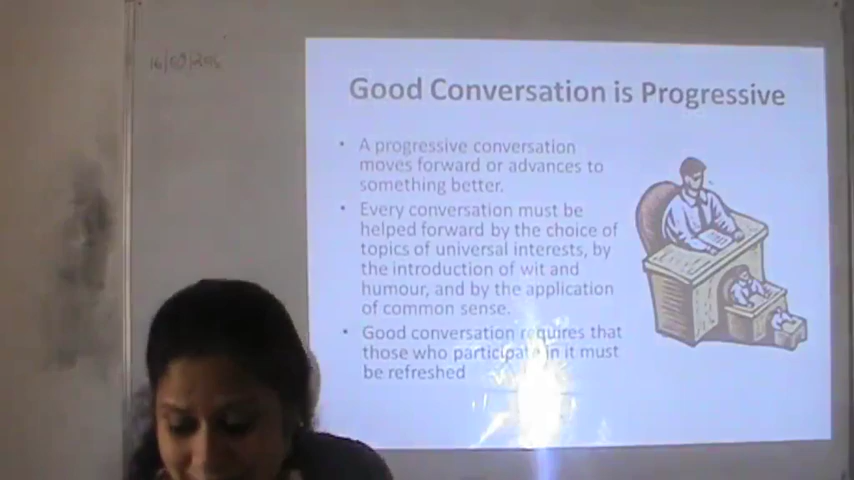 Good Conversation is Progressive
• A progressive conversation
moves forward or advances to
something better.
• Every conversation must be
helped forward by the choice of
topics of universal interests, by
the introduction of wit and
humour, and by the application
of common sense.
• Good conversation requires that
those who participate in it must
be refreshed